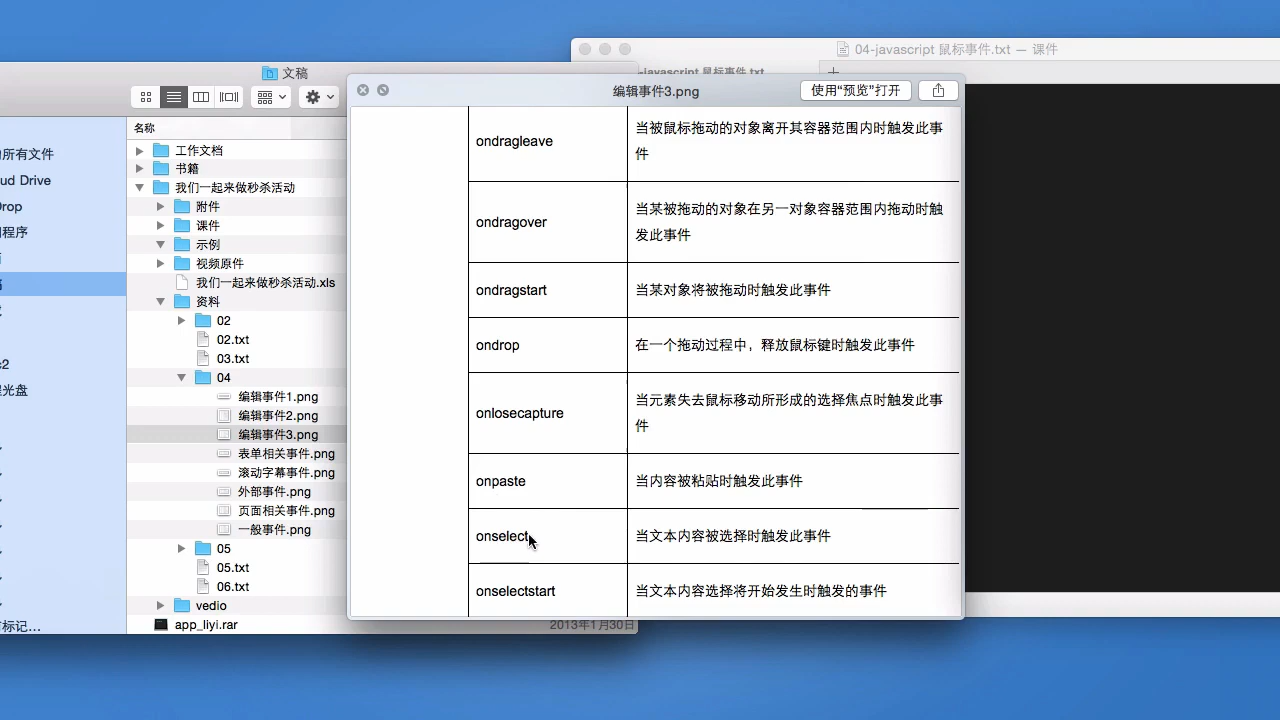 04-javascript 鼠标事件.txt — 课件
文稿
-javascript 鼠标事件.txt
编辑事件3.png
使用“预览”打开
名称
所有文件
ud Drive
Drop
程序
c2
程光盘
标记…
工作文档
书籍
我们一起来做秒杀活动
附件
课件
示例
视频原件
我们一起来做秒杀活动.xls
资料
02
02.txt
03.txt
04
编辑事件1.png
编辑事件2.png
编辑事件3.png
表单相关事件.png
滚动字幕事件.png
外部事件.png
页面相关事件.png
一般事件.png
05
05.txt
06.txt
vedio
app_liyi.rar
2013年1月30日
ondragleave
当被鼠标拖动的对象离开其容器范围内时触发此事
件
ondragover
当某被拖动的对象在另一对象容器范围内拖动时触
发此事件
ondragstart
当某对象将被拖动时触发此事件
ondrop
在一个拖动过程中，释放鼠标键时触发此事件
onlosecapture
当元素失去鼠标移动所形成的选择焦点时触发此事
件
onpaste
当内容被粘贴时触发此事件
onselect
当文本内容被选择时触发此事件
onselectstart
当文本内容选择将开始发生时触发的事件